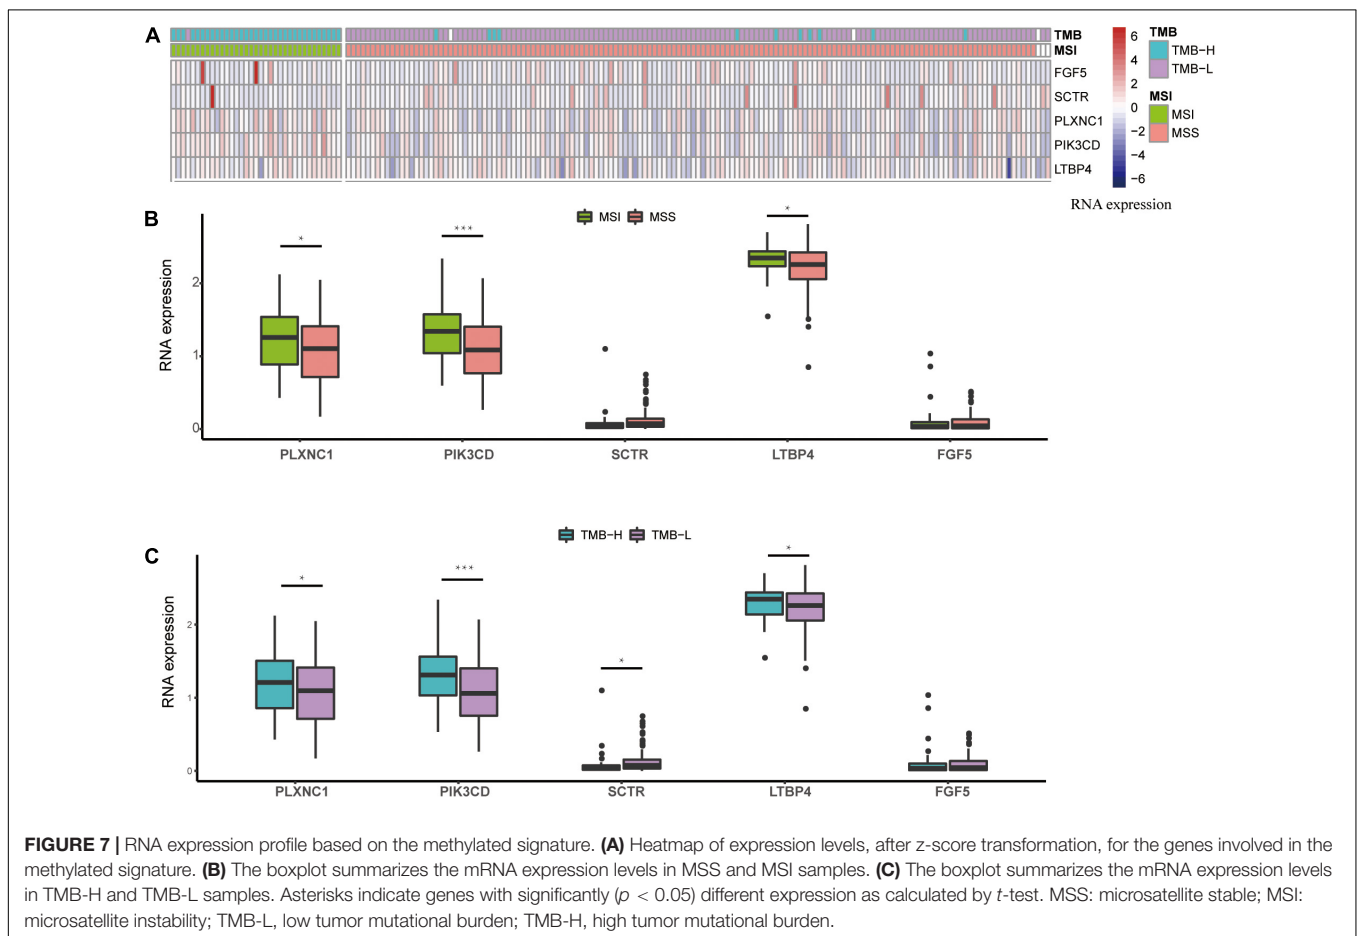 A
TMB
MSI
FGF5
SCTR
PLXNC1
PIK3CD
LTBP4
6
4
2
0
−2
−4
−6
RNA expression
TMB
TMB−H
TMB−L
MSI
MSI
MSS
B
MSI MSS
RNA expression
2
1
0
*
***
*
PLXNC1 PIK3CD SCTR LTBP4 FGF5
C
TMB−H TMB−L
RNA expression
2
1
0
*
***
*
*
PLXNC1 PIK3CD SCTR LTBP4 FGF5
FIGURE 7 | RNA expression profile based on the methylated signature. (A) Heatmap of expression levels, after z-score transformation, for the genes involved in the
methylated signature. (B) The boxplot summarizes the mRNA expression levels in MSS and MSI samples. (C) The boxplot summarizes the mRNA expression levels
in TMB-H and TMB-L samples. Asterisks indicate genes with significantly (p < 0.05) different expression as calculated by t-test. MSS: microsatellite stable; MSI:
microsatellite instability; TMB-L, low tumor mutational burden; TMB-H, high tumor mutational burden.